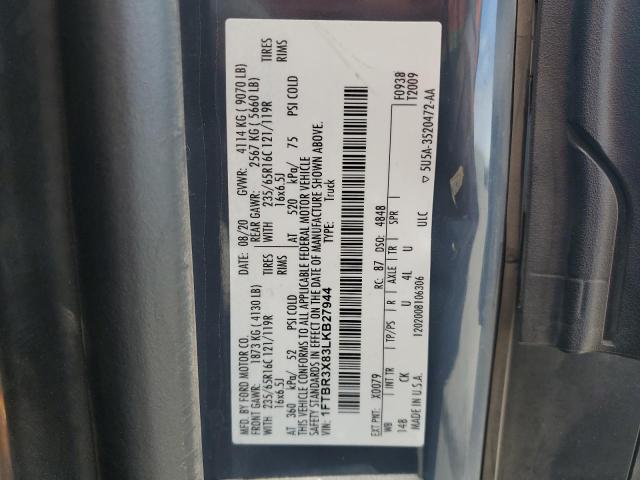 MFD. BY FORD MOTOR CO. DATE: 08/20 GVWR: 4114 KG ( 9070 LB)
FRONT GAWR: 1873 KG ( 4130 LB) REAR GAWR: 2567 KG ( 5660 LB)
WITH 235/65R16C 121/119R TIRES WITH 235/65R16C 121/119R TIRES
16x6.5J RIMS 16x6.5J RIMS
AT 360 kPa/ 52 PSI COLD AT 520 kPa/ 75 PSI COLD
THIS VEHICLE CONFORMS TO ALL APPLICABLE FEDERAL MOTOR VEHICLE
SAFETY STANDARDS IN EFFECT ON THE DATE OF MANUFACTURE SHOWN ABOVE.
VIN: 1FTBR3X83LKB27944 TYPE: Truck
F0938
T2009
EXT PNT: X0079 RC: 87 DSO: 4848
WB INT TR TP/PS R AXLE TR SPR
148 CK U 4L U
1202008106306 ULC
▽ 5U5A-3520472-AA